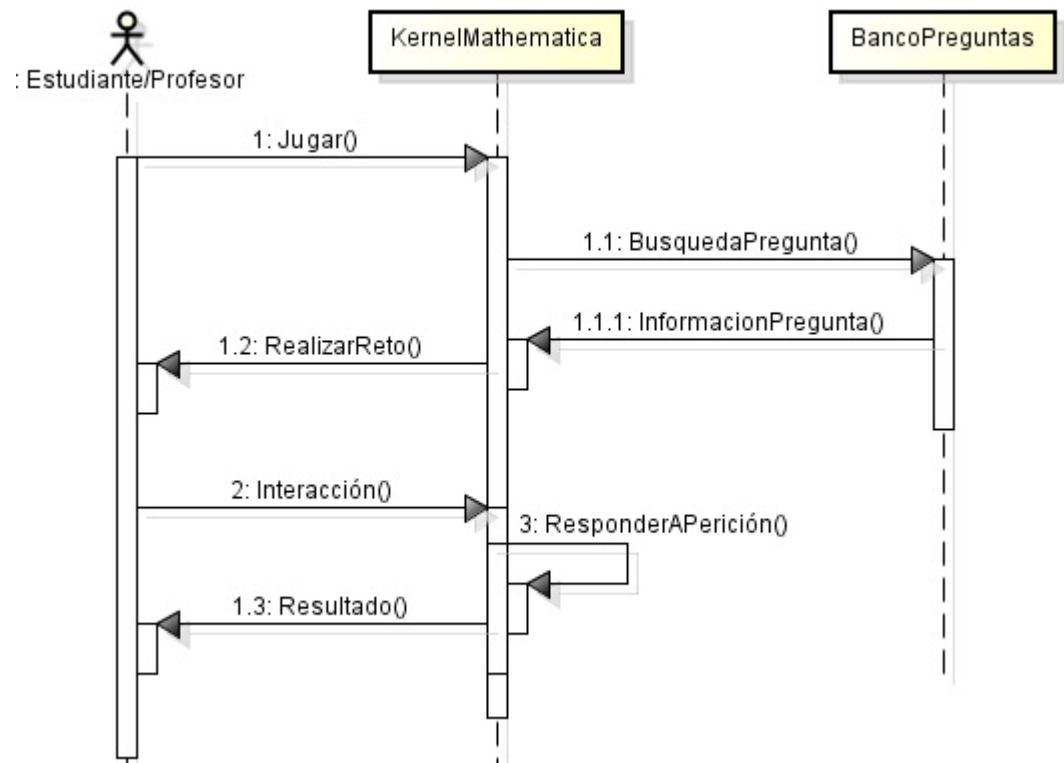 KernelMathematica
BancoPreguntas
: Estudiante/Profesor
1: Jugar()
1.1: BusquedaPregunta()
1.1.1: InformacionPregunta()
1.2: RealizarReto()
2: Interacción()
3: ResponderAPerición()
1.3: Resultado()